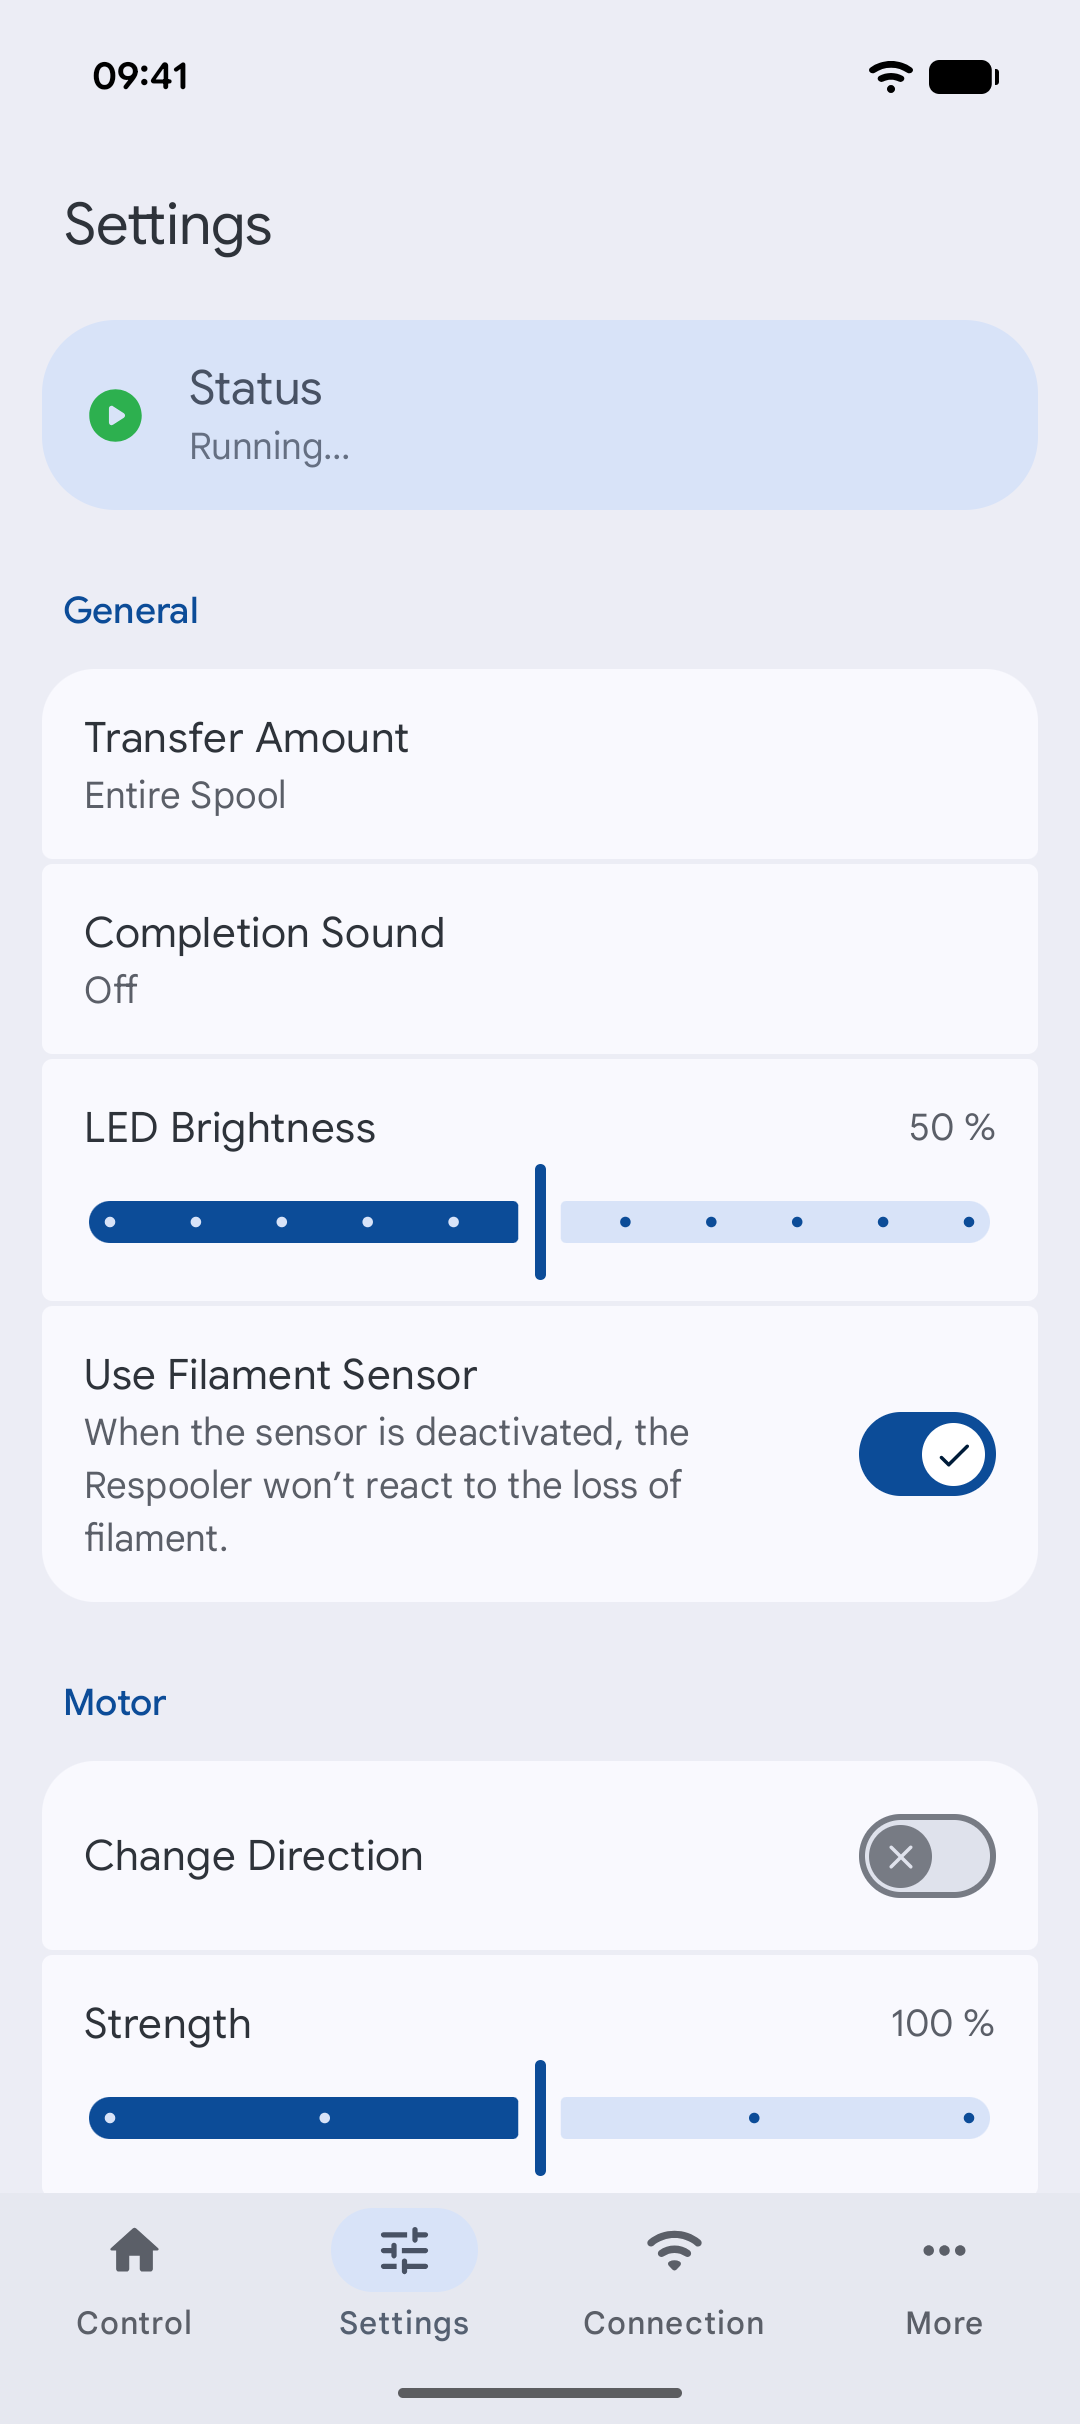 09:41
Settings
Status
Running...
General
Transfer Amount
Entire Spool
Completion Sound
Off
LED Brightness
50 %
Use Filament Sensor
When the sensor is deactivated, the
Respooler won’t react to the loss of
filament.
Motor
Change Direction
Strength
100 %
Control
Settings
Connection
More